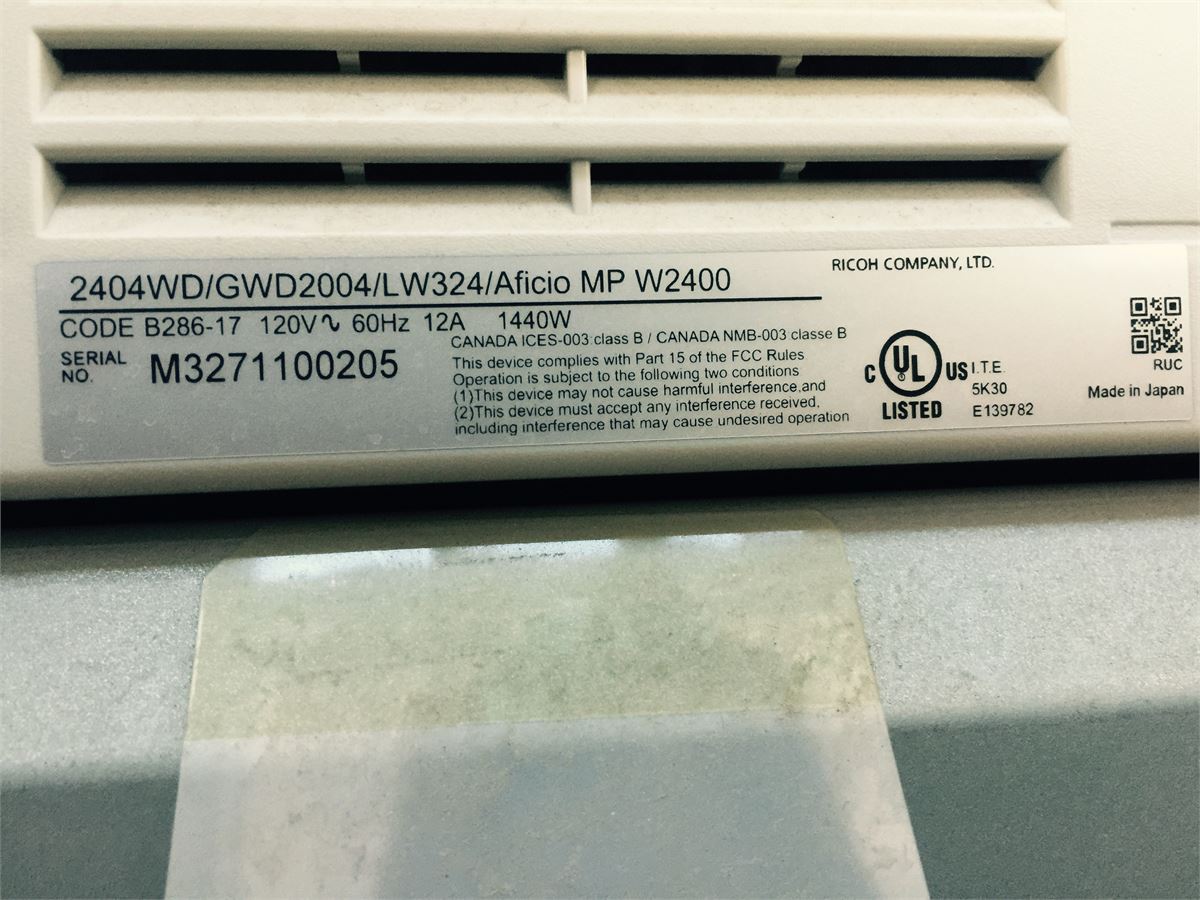 2404WD/GWD2004/LW324/Aficio MP W2400
RICOH COMPANY, LTD.
CODE B286-17 120V∿ 60Hz 12A 1440W
SERIAL NO. M3271100205
CANADA ICES-003 class B / CANADA NMB-003 classe B
This device complies with Part 15 of the FCC Rules
Operation is subject to the following two conditions
(1)This device may not cause harmful interference,and
(2)This device must accept any interference received,
including interference that may cause undesired operation
C UL US
LISTED
I.T.E.
5K30
E139782
RUC
Made in Japan